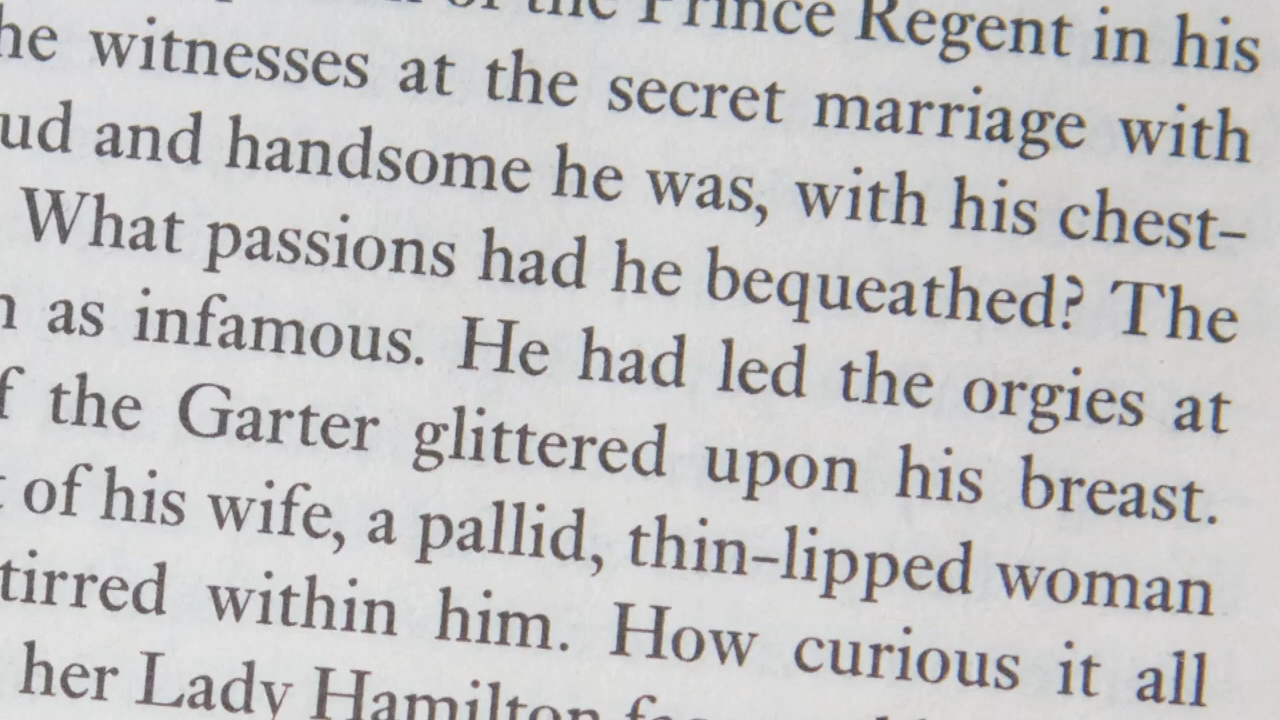 the Prince Regent in his
he witnesses at the secret marriage with
ud and handsome he was, with his chest-
What passions had he bequeathed? The
as infamous. He had led the orgies at
f the Garter glittered upon his breast.
of his wife, a pallid, thin-lipped woman
tirred within him. How curious it all
her Lady Hamilton